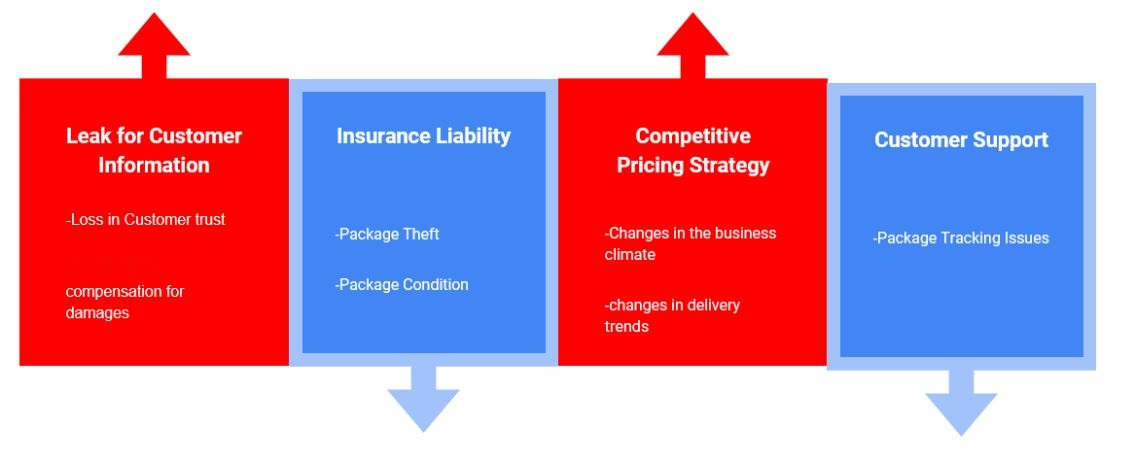 Leak for Customer
Information
-Loss in Customer trust
compensation for
damages
Insurance Liability
-Package Theft
-Package Condition
Competitive
Pricing Strategy
-Changes in the business
climate
-changes in delivery
trends
Customer Support
-Package Tracking Issues